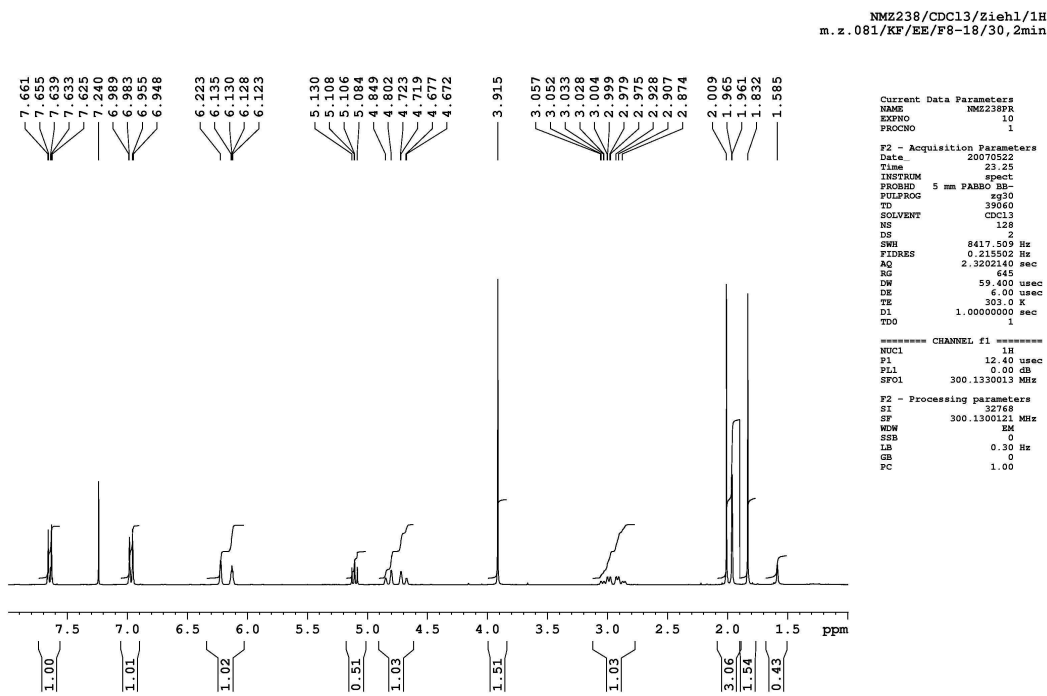 NMZ238/CDCl3/Ziehl/1H
m.z.081/KF/EE/F8-18/30,2min
7.661
7.655
7.639
7.633
7.625
7.240
6.989
6.983
6.955
6.948
6.223
6.135
6.130
6.128
6.123
5.130
5.108
5.106
5.084
4.849
4.802
4.723
4.719
4.677
4.672
3.915
3.057
3.052
3.033
3.028
3.004
2.999
2.979
2.975
2.928
2.907
2.874
2.009
1.965
1.961
1.832
1.585
Current Data Parameters
NAME NMZ238PR
EXPNO 10
PROCNO 1
F2 - Acquisition Parameters
Date_ 20070522
Time 23.25
INSTRUM spect
PROBHD 5 mm PABBO BB-
PULPROG zg30
TD 39060
SOLVENT CDCl3
NS 128
DS 2
SWH 8417.509 Hz
FIDRES 0.215502 Hz
AQ 2.3202140 sec
RG 645
DW 59.400 usec
DE 6.00 usec
TE 303.0 K
D1 1.00000000 sec
TD0 1
======== CHANNEL f1 ========
NUC1 1H
P1 12.40 usec
PL1 0.00 dB
SFO1 300.1330013 MHz
F2 - Processing parameters
SI 32768
SF 300.1300121 MHz
WDW EM
SSB 0
LB 0.30 Hz
GB 0
PC 1.00
7.5 7.0 6.5 6.0 5.5 5.0 4.5 4.0 3.5 3.0 2.5 2.0 1.5 ppm
1.00
1.01
1.02
0.51
1.03
1.51
1.03
3.06
1.54
0.43